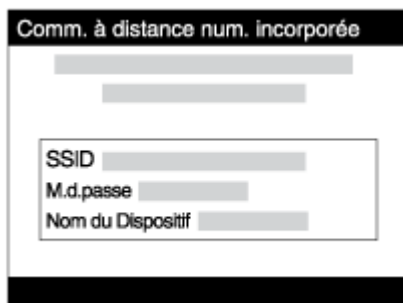 Comm. à distance num. incorporée
SSID
M.d.passe
Nom du Dispositif